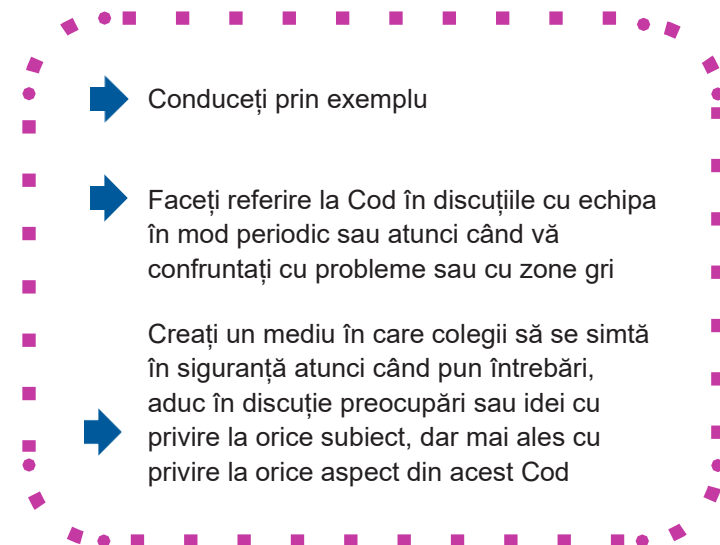 Conduceți prin exemplu
Faceți referire la Cod în discuțiile cu echipa
în mod periodic sau atunci când vă
confruntați cu probleme sau cu zone gri
Creați un mediu în care colegii să se simtă
în siguranță atunci când pun întrebări,
aduc în discuție preocupări sau idei cu
privire la orice subiect, dar mai ales cu
privire la orice aspect din acest Cod